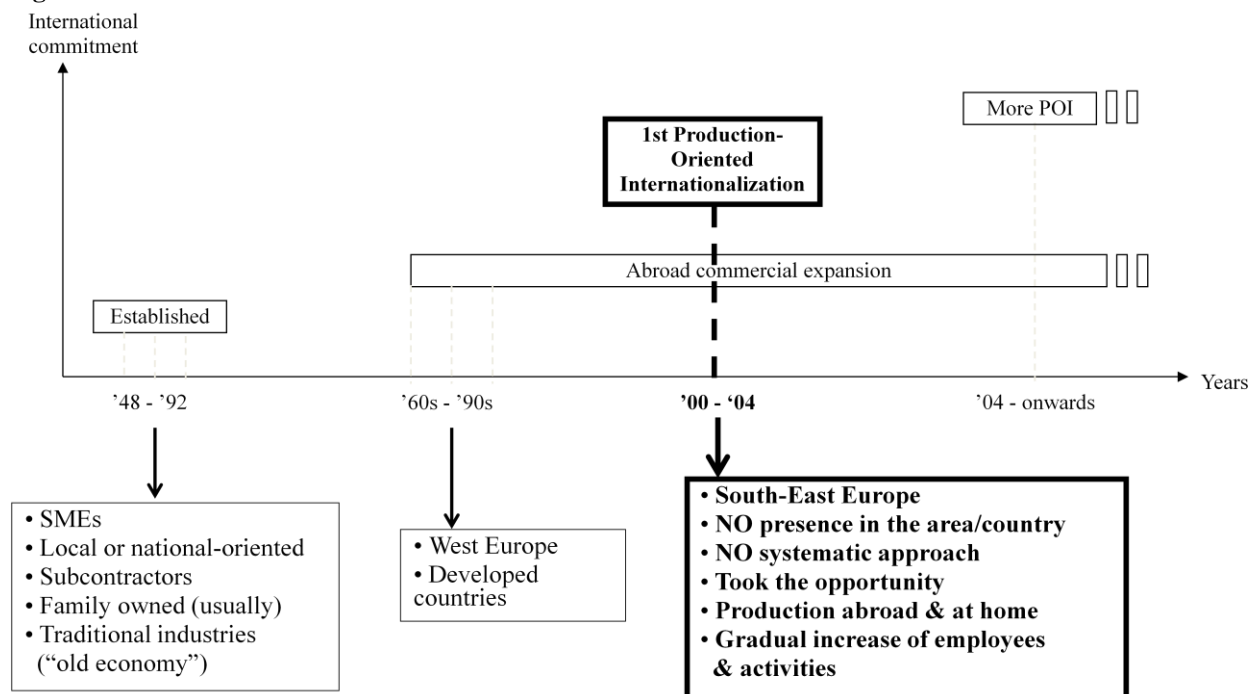 International
commitment
More POI
1st Production-
Oriented
Internationalization
Abroad commercial expansion
Established
Years
’48 - ’92
’60s - ’90s
’00 - ‘04
’04 - onwards
• SMEs
• Local or national-oriented
• Subcontractors
• Family owned (usually)
• Traditional industries
(“old economy”)
• West Europe
• Developed
countries
• South-East Europe
• NO presence in the area/country
• NO systematic approach
• Took the opportunity
• Production abroad & at home
• Gradual increase of employees
& activities